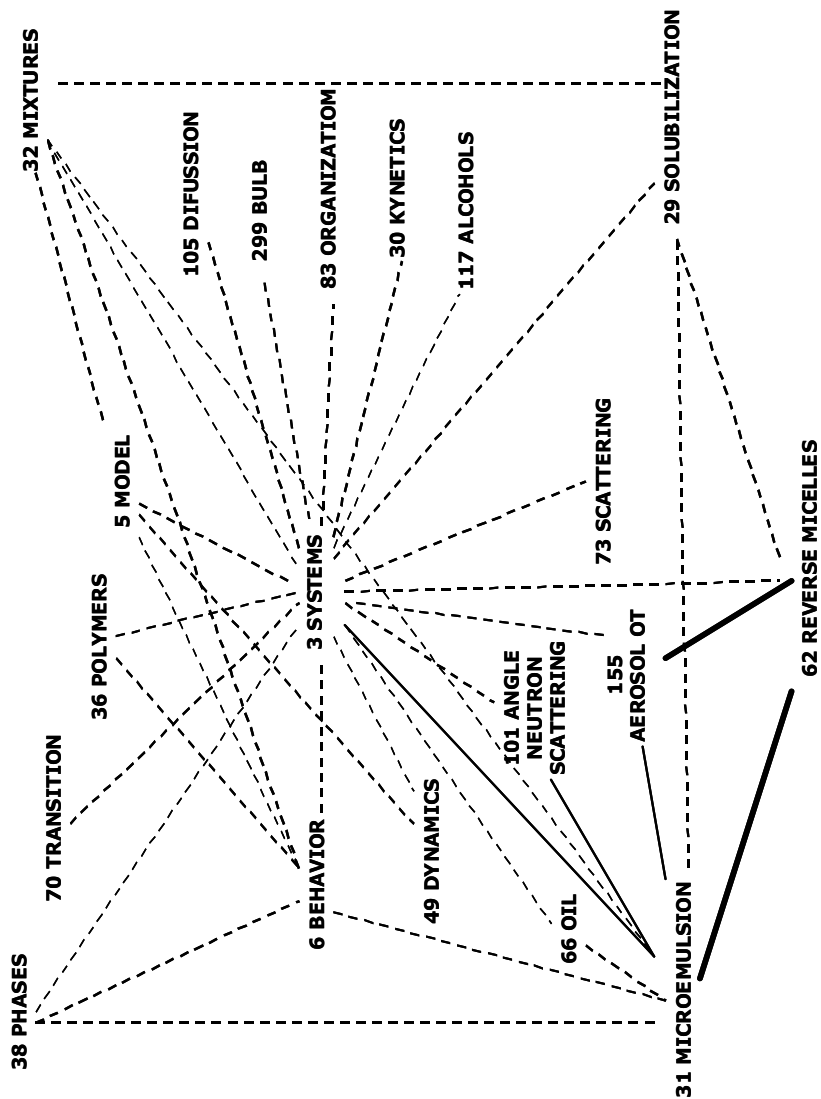 38 PHASES
70 TRANSITION
36 POLYMERS
5 MODEL
32 MIXTURES
105 DIFUSSION
299 BULB
83 ORGANIZATIOM
30 KYNETICS
117 ALCOHOLS
6 BEHAVIOR
3 SYSTEMS
49 DYNAMICS
66 OIL
101 ANGLE
NEUTRON
SCATTERING
73 SCATTERING
155
AEROSOL OT
31 MICROEMULSION
29 SOLUBILIZATION
62 REVERSE MICELLES